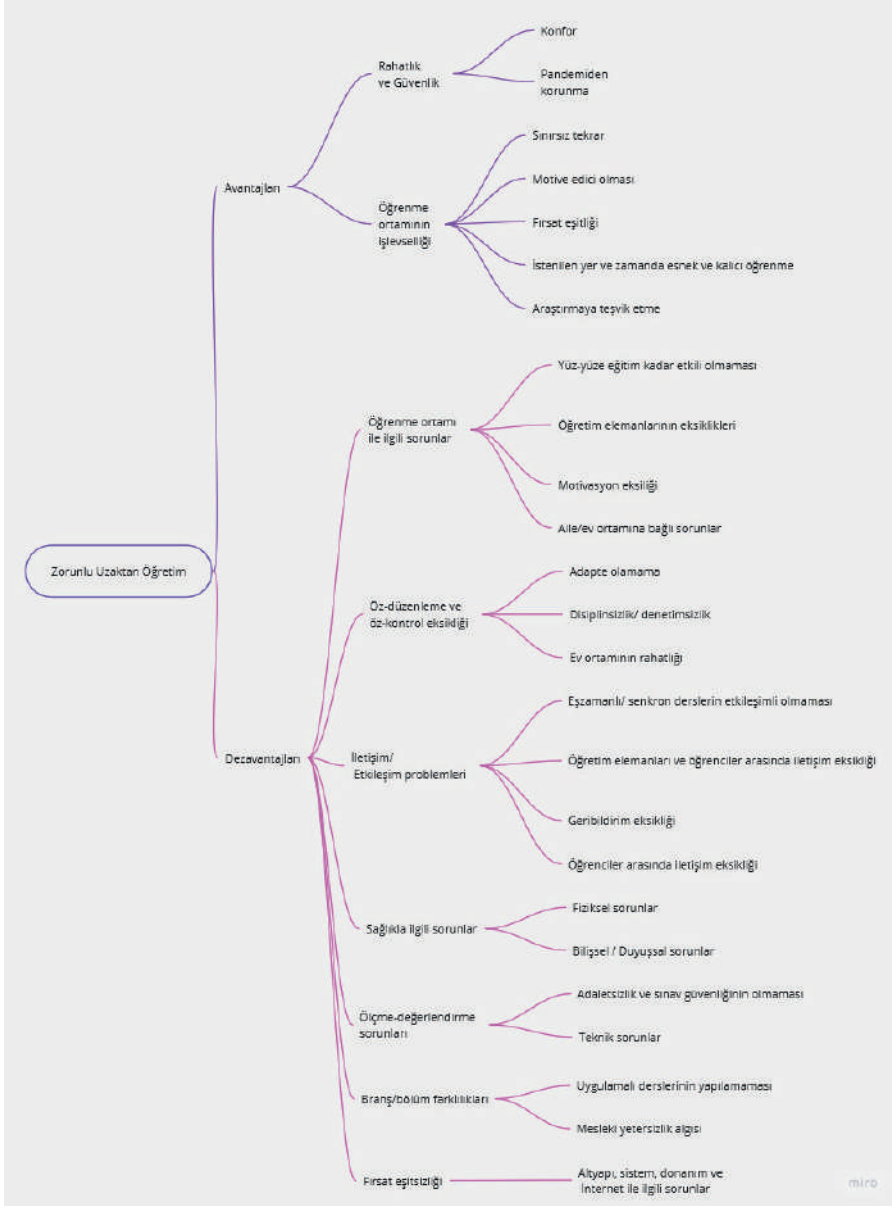 Zorunlu Uzaktan Öğretim
Avantajları
Rahatlık
ve Güvenlik
Konfor
Pandemiden
korunma
Öğrenme
ortamının
işlevselliği
Sınırsız tekrar
Motive edici olması
Fırsat eşitliği
İstenilen yer ve zamanda esnek ve kalıcı öğrenme
Araştırmaya teşvik etme
Dezavantajları
Öğrenme ortamı
ile ilgili sorunlar
Yüz-yüze eğitim kadar etkili olmaması
Öğretim elemanlarının eksiklikleri
Motivasyon eksiliği
Aile/ev ortamına bağlı sorunlar
Öz-düzenleme ve
öz-kontrol eksikliği
Adapte olamama
Disiplinsizlik/ denetimsizlik
Ev ortamının rahatlığı
İletişim/
Etkileşim problemleri
Eşzamanlı/ senkron derslerin etkileşimli olmaması
Öğretim elemanları ve öğrenciler arasında iletişim eksikliği
Geribildirim eksikliği
Öğrenciler arasında iletişim eksikliği
Sağlıkla ilgili sorunlar
Fiziksel sorunlar
Bilişsel / Duyuşsal sorunlar
Ölçme-değerlendirme
sorunları
Adaletsizlik ve sınav güvenliğinin olmaması
Teknik sorunlar
Branş/bölüm farklılıkları
Uygulamalı derslerinin yapılamaması
Mesleki yetersizlik algısı
Fırsat eşitsizliği
Altyapı, sistem, donanım ve
İnternet ile ilgili sorunlar
miro